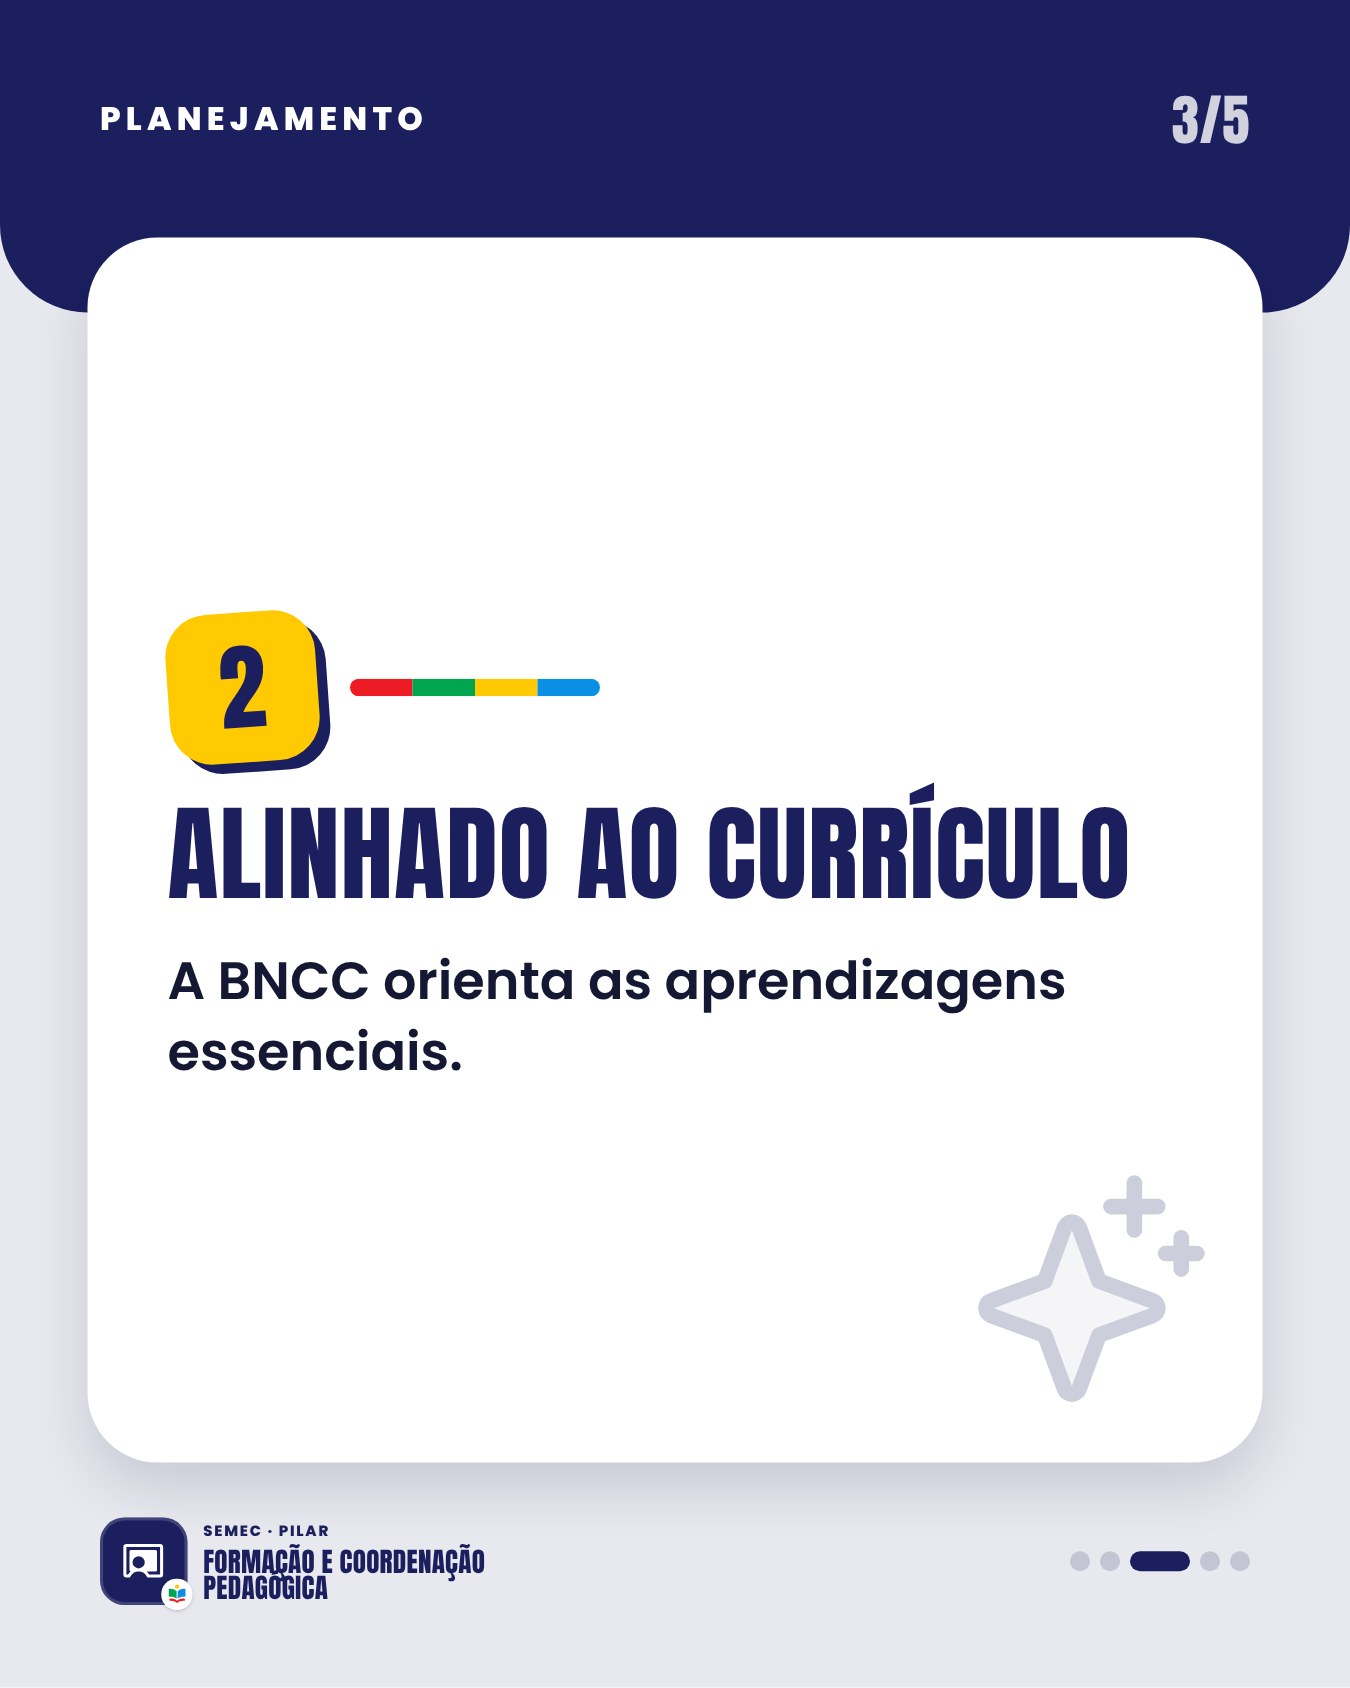 PLANEJAMENTO
3/5
2
ALINHADO AO CURRÍCULO
A BNCC orienta as aprendizagens
essenciais.
SEMEC · PILAR
FORMAÇÃO E COORDENAÇÃO
PEDAGÓGICA